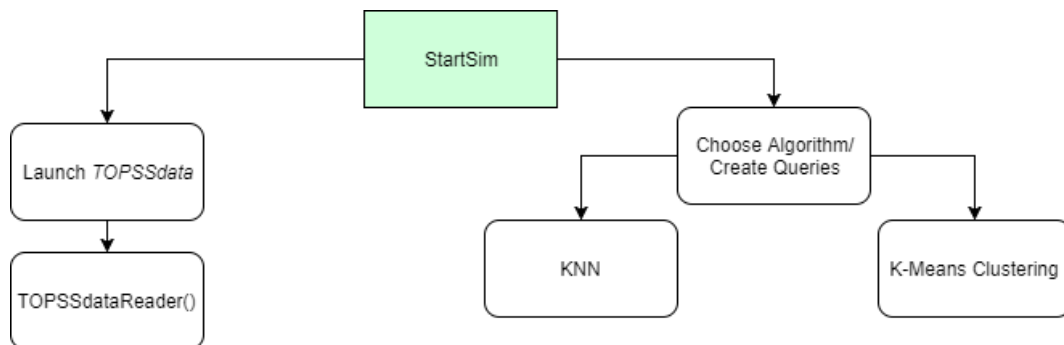 StartSim
Launch TOPSSdata
TOPSSdataReader()
Choose Algorithm/
Create Queries
KNN
K-Means Clustering